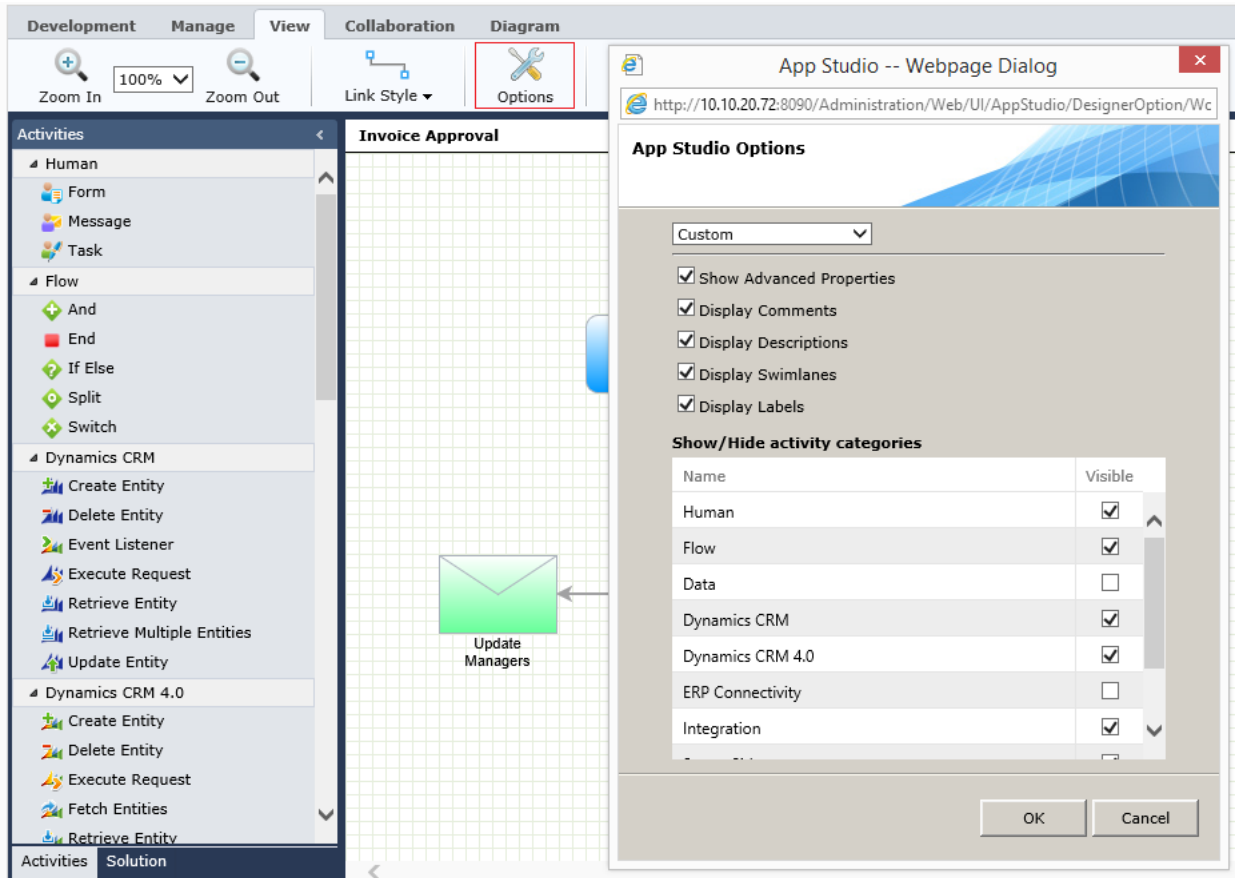 Development Manage View Collaboration Diagram
Zoom In
100%
Zoom Out
Link Style
Options
Activities
Human
Form
Message
Task
Flow
And
End
If Else
Split
Switch
Dynamics CRM
Create Entity
Delete Entity
Event Listener
Execute Request
Retrieve Entity
Retrieve Multiple Entities
Update Entity
Dynamics CRM 4.0
Create Entity
Delete Entity
Execute Request
Fetch Entities
Retrieve Entity
Activities Solution
Invoice Approval
Update
Managers
App Studio -- Webpage Dialog
http://10.10.20.72:8090/Administration/Web/UI/AppStudio/DesignerOption/Wc
App Studio Options
Custom
Show Advanced Properties
Display Comments
Display Descriptions
Display Swimlanes
Display Labels
Show/Hide activity categories
Name Visible
Human
Flow
Data
Dynamics CRM
Dynamics CRM 4.0
ERP Connectivity
Integration
OK Cancel